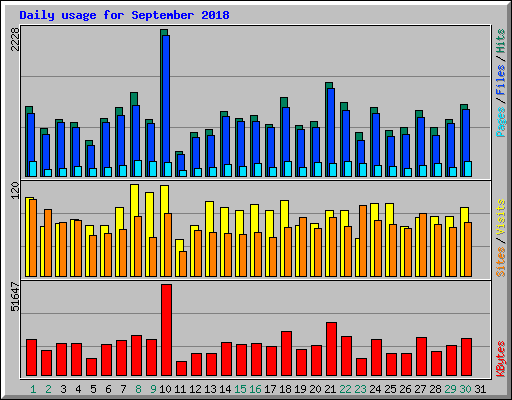 Daily usage for September 2018
2228
Pages / Files / Hits
120
Sites / Visits
51647
KBytes
1 2 3 4 5 6 7 8 9 10 11 12 13 14 15 16 17 18 19 20 21 22 23 24 25 26 27 28 29 30 31